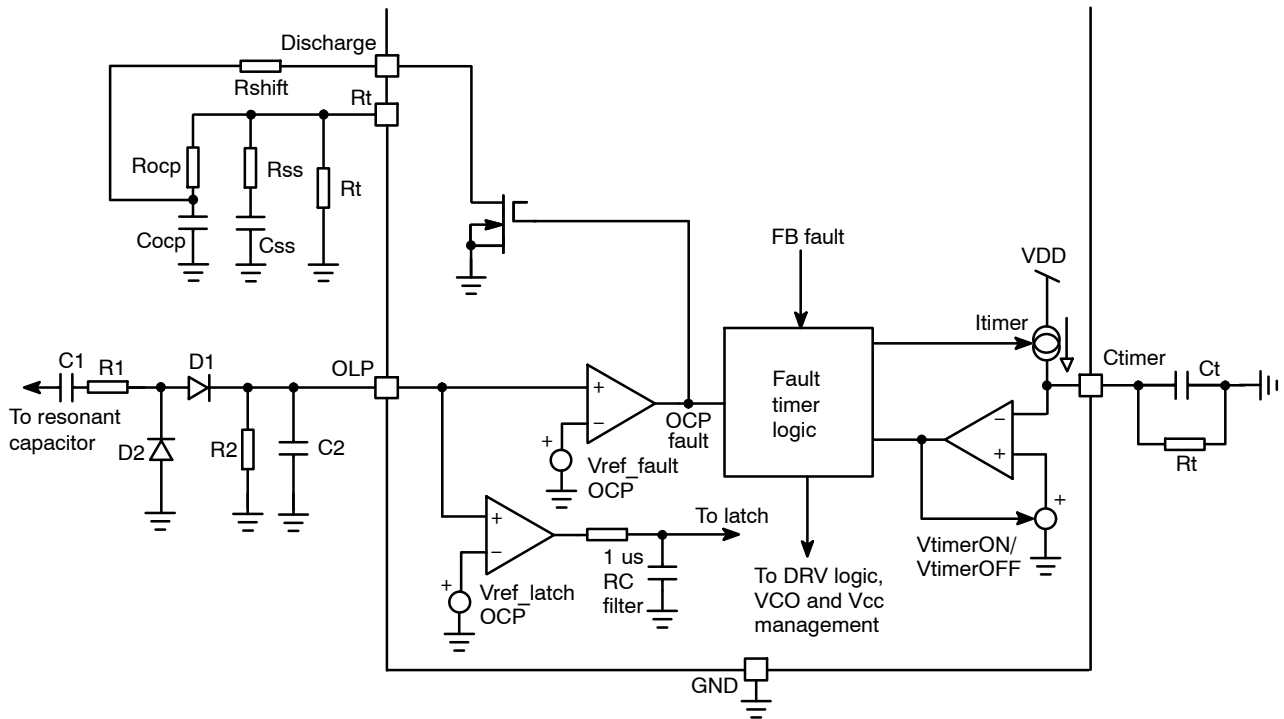 Discharge
Rshift
Rt
Rocp
Rss
Rt
Cocp
Css
FB fault
VDD
Itimer
Ctimer
Ct
Rt
C1
R1
D1
OLP
To resonant
capacitor
D2
R2
C2
+
−
OCP
fault
+
Vref_fault
OCP
Fault
timer
logic
−
+
+
VtimerON/
VtimerOFF
+
−
To latch
1 us
RC
filter
+
Vref_latch
OCP
To DRV logic,
VCO and Vcc
management
GND